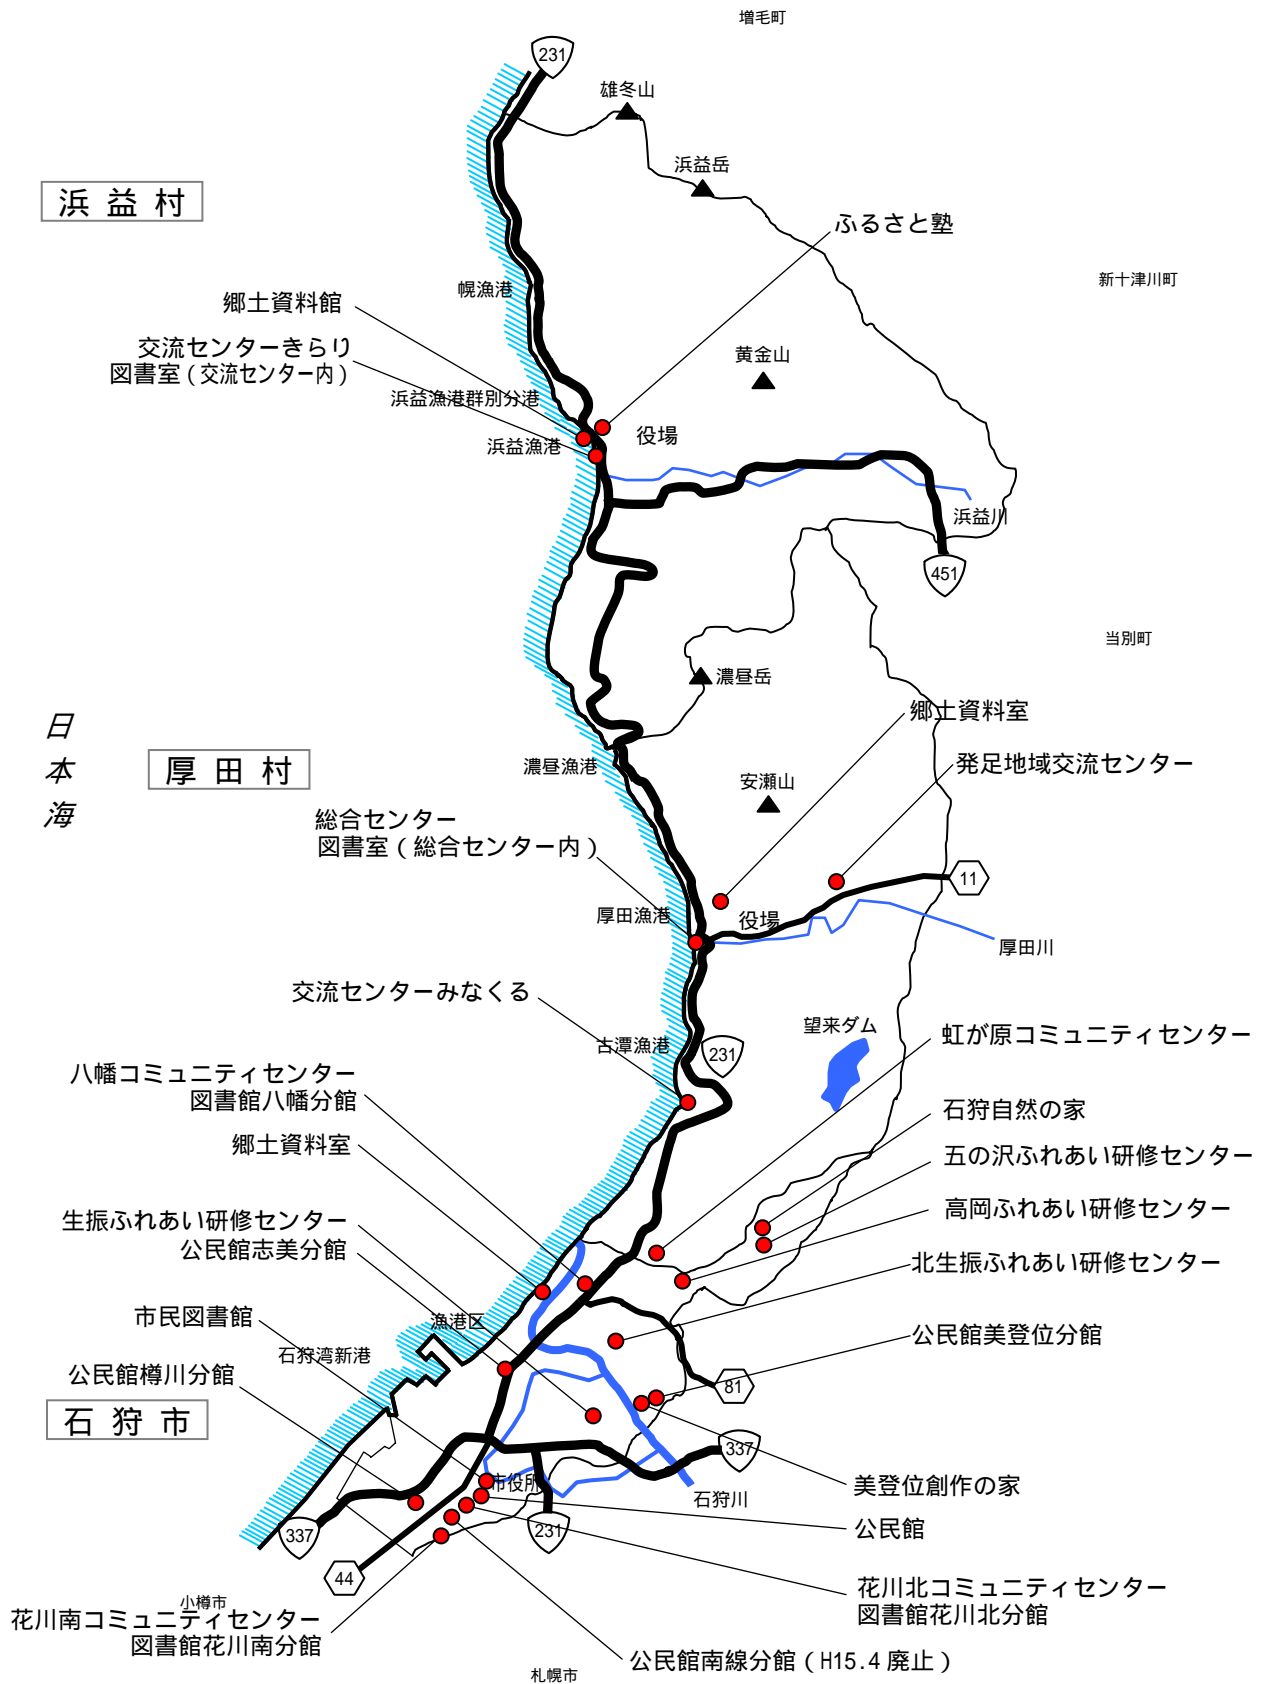 増毛町
231
雄冬山
浜益岳
浜益村
ふるさと塾
新十津川町
幌漁港
郷土資料館
交流センターきらり
図書室(交流センター内)
黄金山
浜益漁港群別分港
役場
浜益漁港
浜益川
451
当別町
濃昼岳
郷土資料室
日本海
厚田村
濃昼漁港
発足地域交流センター
安瀬山
総合センター
図書室(総合センター内)
11
厚田漁港
役場
厚田川
交流センターみなくる
望来ダム
古潭漁港
231
虹が原コミュニティセンター
八幡コミュニティセンター
図書館八幡分館
石狩自然の家
郷土資料室
五の沢ふれあい研修センター
高岡ふれあい研修センター
生振ふれあい研修センター
公民館志美分館
北生振ふれあい研修センター
市民図書館
漁港区
公民館美登位分館
石狩湾新港
公民館樽川分館
81
石狩市
337
市役所
石狩川
美登位創作の家
公民館
337
231
44
花川北コミュニティセンター
図書館花川北分館
小樽市
花川南コミュニティセンター
図書館花川南分館
公民館南線分館(H15.4廃止)
札幌市